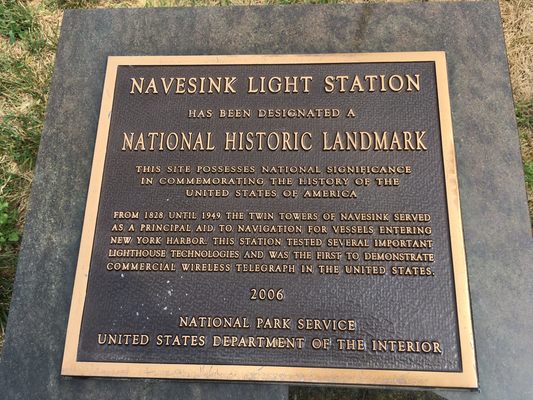 NAVESINK LIGHT STATION
HAS BEEN DESIGNATED A
NATIONAL HISTORIC LANDMARK
THIS SITE POSSESSES NATIONAL SIGNIFICANCE
IN COMMEMORATING THE HISTORY OF THE
UNITED STATES OF AMERICA
FROM 1828 UNTIL 1949 THE TWIN TOWERS OF NAVESINK SERVED
AS A PRINCIPAL AID TO NAVIGATION FOR VESSELS ENTERING
NEW YORK HARBOR. THIS STATION TESTED SEVERAL IMPORTANT
LIGHTHOUSE TECHNOLOGIES AND WAS THE FIRST TO DEMONSTRATE
COMMERCIAL WIRELESS TELEGRAPH IN THE UNITED STATES.
2006
NATIONAL PARK SERVICE
UNITED STATES DEPARTMENT OF THE INTERIOR